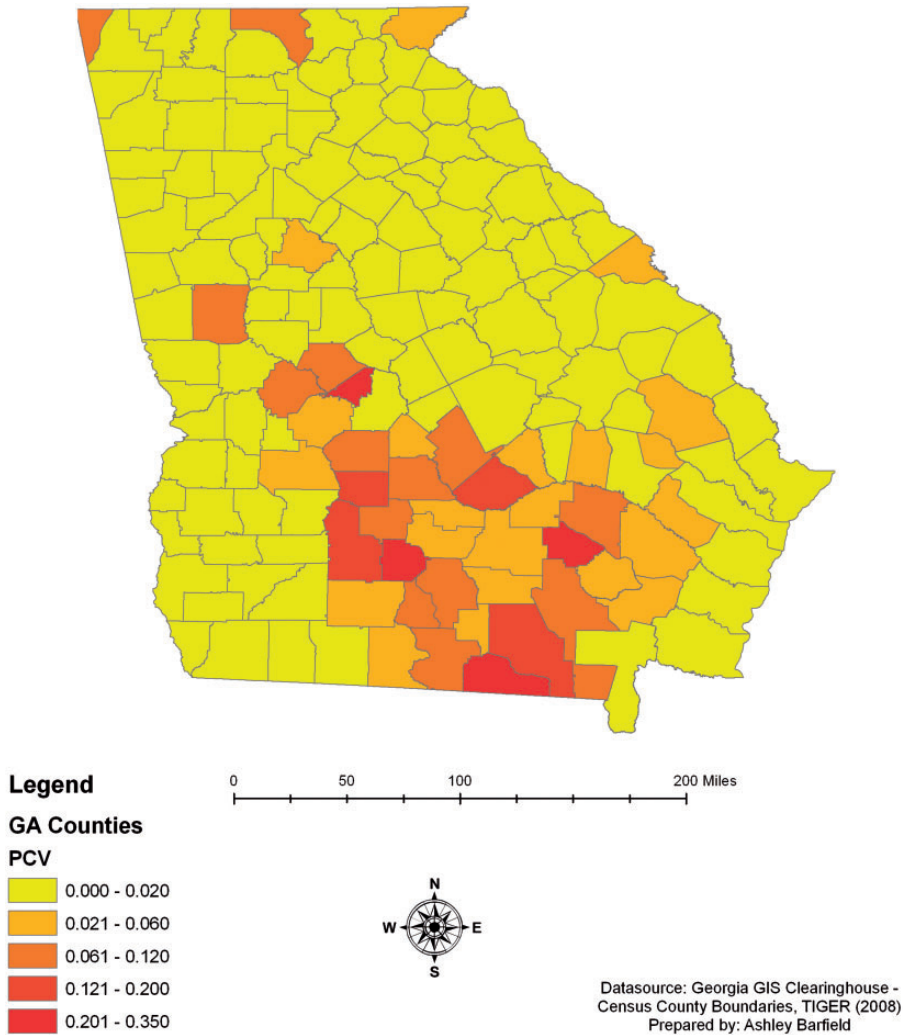 Legend
0 50 100 200 Miles
GA Counties
PCV
0.000 - 0.020
0.021 - 0.060
0.061 - 0.120
0.121 - 0.200
0.201 - 0.350
N
W E
S
Datasource: Georgia GIS Clearinghouse -
Census County Boundaries, TIGER (2008)
Prepared by: Ashley Barfield